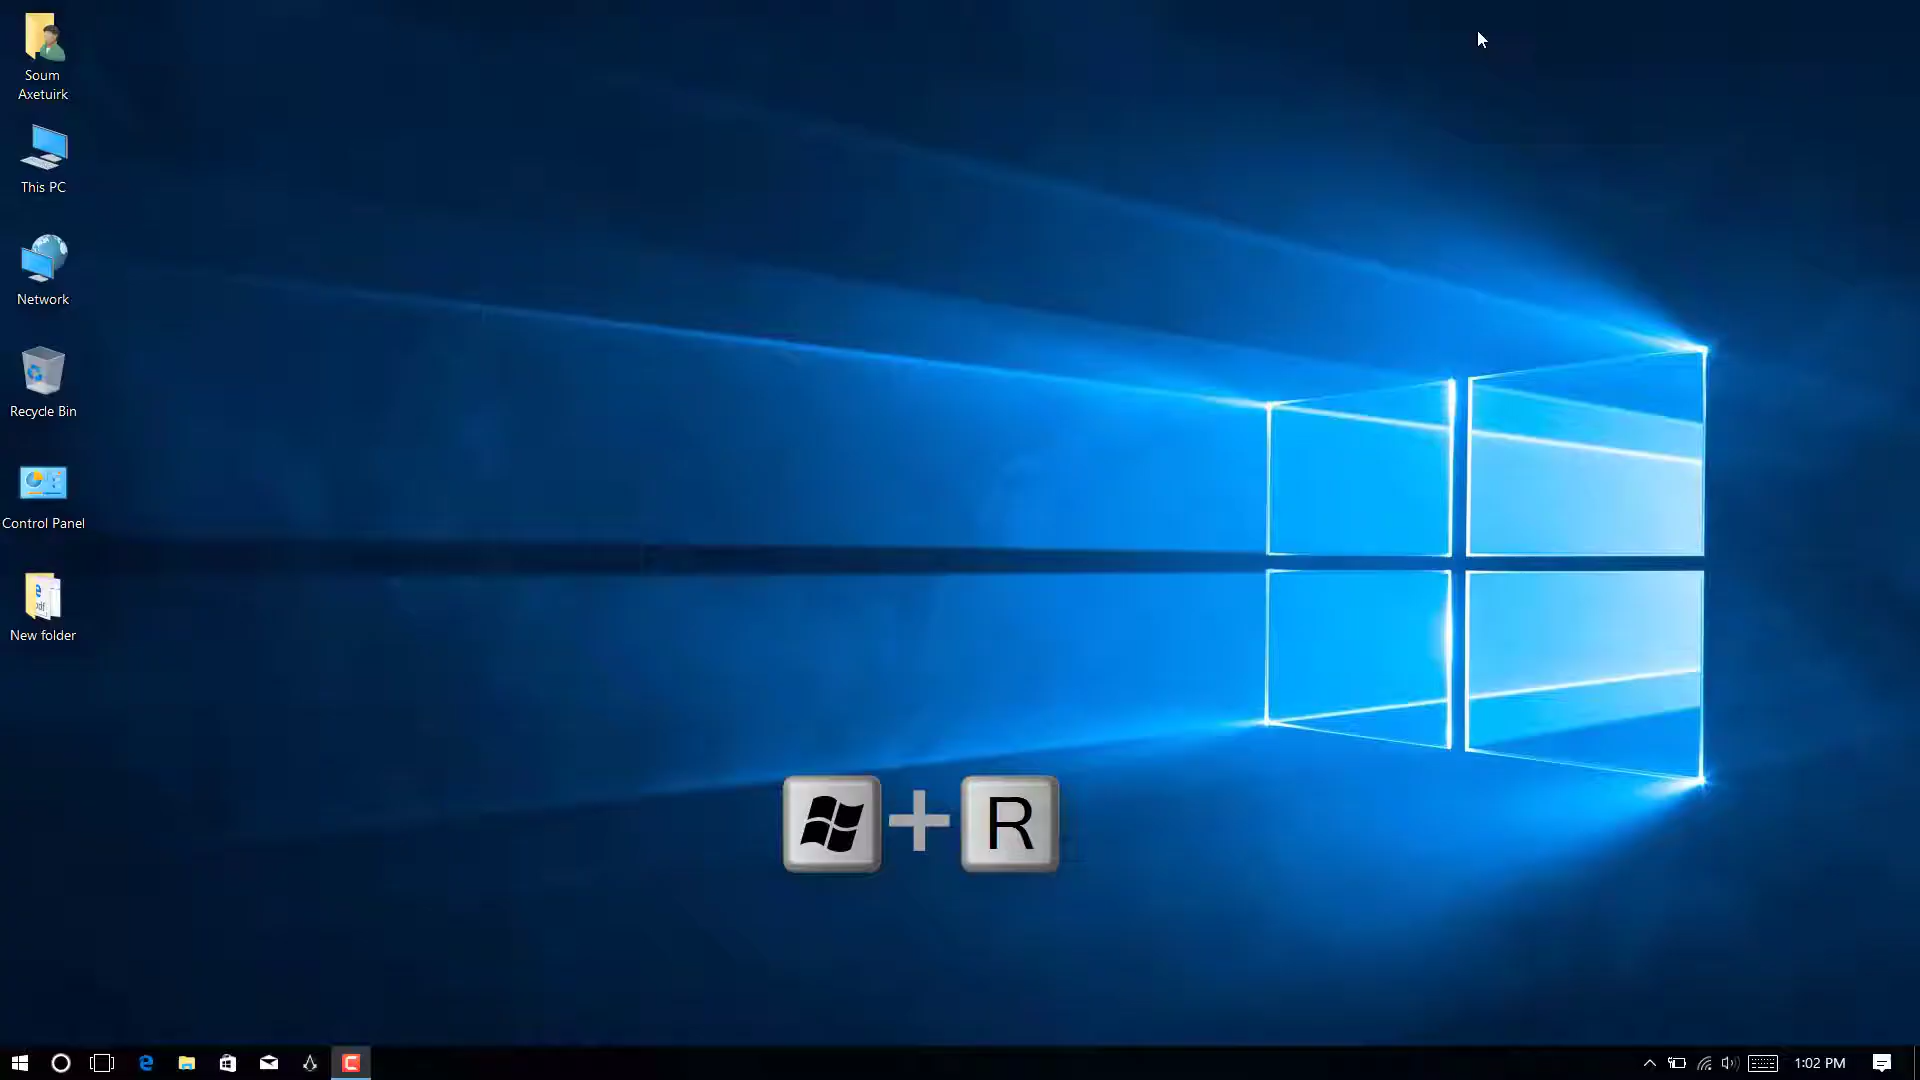 Soum
Axetuirk
This PC
Network
Recycle Bin
Control Panel
New folder
R
1:02 PM